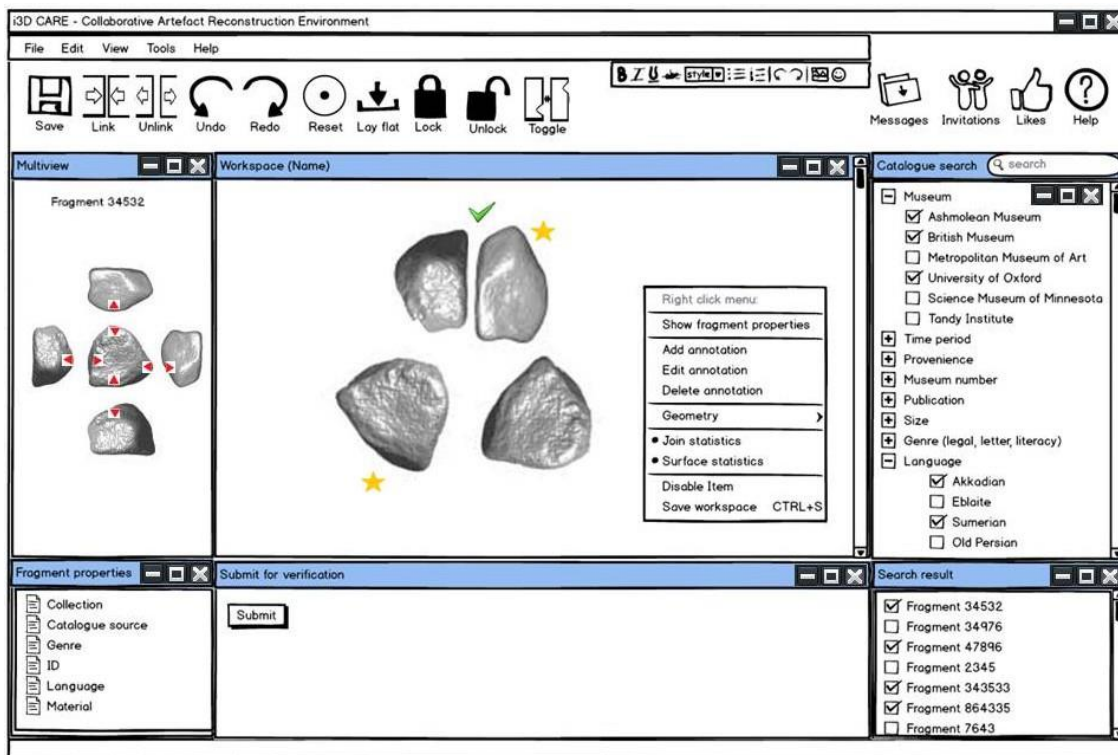 i3D CARE - Collaborative Artefact Reconstruction Environment
File Edit View Tools Help
B I U abc style
Save Link Unlink Undo Redo Reset Lay flat Lock Unlock Toggle
Messages Invitations Likes Help
Multiview
Fragment 34532
Workspace (Name)
Right click menu:
Show fragment properties
Add annotation
Edit annotation
Delete annotation
Geometry
Join statistics
Surface statistics
Disable Item
Save workspace CTRL+S
Catalogue search search
Museum
Ashmolean Museum
British Museum
Metropolitan Museum of Art
University of Oxford
Science Museum of Minnesota
Tandy Institute
Time period
Provenience
Museum number
Publication
Size
Genre (legal, letter, literacy)
Language
Akkadian
Eblaite
Sumerian
Old Persian
Fragment properties
Collection
Catalogue source
Genre
ID
Language
Material
Submit for verification
Submit
Search result
Fragment 34532
Fragment 34976
Fragment 47896
Fragment 2345
Fragment 343533
Fragment 864335
Fragment 7643